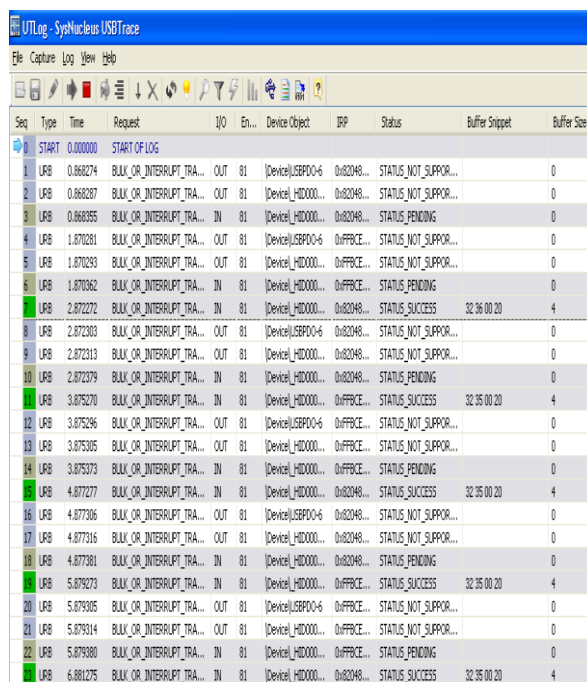 UTLog - SysNucleus USBTrace
File Capture Log View Help
Seq Type Time Request I/O En... Device Object IRP Status Buffer Snippet Buffer Size
0 START 0.000000 START OF LOG
1 URB 0.868274 BULK_OR_INTERRUPT_TRA... OUT 81 \Device\USBPDO-6 0x82048... STATUS_NOT_SUPPOR... 0
2 URB 0.868287 BULK_OR_INTERRUPT_TRA... OUT 81 \Device\_HID000... 0x82048... STATUS_NOT_SUPPOR... 0
3 URB 0.868355 BULK_OR_INTERRUPT_TRA... IN 81 \Device\_HID000... 0x82048... STATUS_PENDING 0
4 URB 1.870281 BULK_OR_INTERRUPT_TRA... OUT 81 \Device\USBPDO-6 0xFFBCE... STATUS_NOT_SUPPOR... 0
5 URB 1.870293 BULK_OR_INTERRUPT_TRA... OUT 81 \Device\_HID000... 0xFFBCE... STATUS_NOT_SUPPOR... 0
6 URB 1.870362 BULK_OR_INTERRUPT_TRA... IN 81 \Device\_HID000... 0xFFBCE... STATUS_PENDING 0
7 URB 2.872272 BULK_OR_INTERRUPT_TRA... IN 81 \Device\_HID000... 0x82048... STATUS_SUCCESS 32 36 00 20 4
8 URB 2.872303 BULK_OR_INTERRUPT_TRA... OUT 81 \Device\USBPDO-6 0x82048... STATUS_NOT_SUPPOR... 0
9 URB 2.872313 BULK_OR_INTERRUPT_TRA... OUT 81 \Device\_HID000... 0x82048... STATUS_NOT_SUPPOR... 0
10 URB 2.872379 BULK_OR_INTERRUPT_TRA... IN 81 \Device\_HID000... 0x82048... STATUS_PENDING 0
11 URB 3.875270 BULK_OR_INTERRUPT_TRA... IN 81 \Device\_HID000... 0xFFBCE... STATUS_SUCCESS 32 35 00 20 4
12 URB 3.875296 BULK_OR_INTERRUPT_TRA... OUT 81 \Device\USBPDO-6 0xFFBCE... STATUS_NOT_SUPPOR... 0
13 URB 3.875305 BULK_OR_INTERRUPT_TRA... OUT 81 \Device\_HID000... 0xFFBCE... STATUS_NOT_SUPPOR... 0
14 URB 3.875373 BULK_OR_INTERRUPT_TRA... IN 81 \Device\_HID000... 0xFFBCE... STATUS_PENDING 0
15 URB 4.877277 BULK_OR_INTERRUPT_TRA... IN 81 \Device\_HID000... 0x82048... STATUS_SUCCESS 32 35 00 20 4
16 URB 4.877306 BULK_OR_INTERRUPT_TRA... OUT 81 \Device\USBPDO-6 0x82048... STATUS_NOT_SUPPOR... 0
17 URB 4.877316 BULK_OR_INTERRUPT_TRA... OUT 81 \Device\_HID000... 0x82048... STATUS_NOT_SUPPOR... 0
18 URB 4.877381 BULK_OR_INTERRUPT_TRA... IN 81 \Device\_HID000... 0x82048... STATUS_PENDING 0
19 URB 5.879273 BULK_OR_INTERRUPT_TRA... IN 81 \Device\_HID000... 0xFFBCE... STATUS_SUCCESS 32 35 00 20 4
20 URB 5.879305 BULK_OR_INTERRUPT_TRA... OUT 81 \Device\USBPDO-6 0xFFBCE... STATUS_NOT_SUPPOR... 0
21 URB 5.879314 BULK_OR_INTERRUPT_TRA... OUT 81 \Device\_HID000... 0xFFBCE... STATUS_NOT_SUPPOR... 0
22 URB 5.879380 BULK_OR_INTERRUPT_TRA... IN 81 \Device\_HID000... 0xFFBCE... STATUS_PENDING 0
23 URB 6.881275 BULK_OR_INTERRUPT_TRA... IN 81 \Device\_HID000... 0x82048... STATUS_SUCCESS 32 35 00 20 4